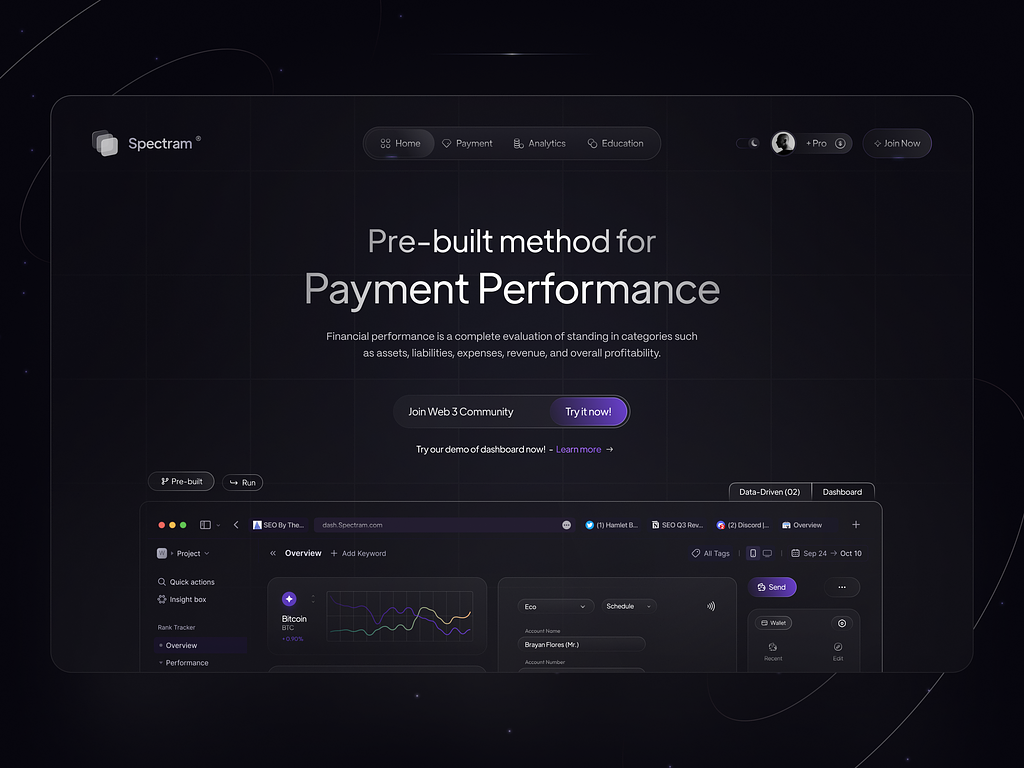 Spectram ®
Home Payment Analytics Education
+ Pro
Join Now
Pre-built method for
Payment Performance
Financial performance is a complete evaluation of standing in categories such
as assets, liabilities, expenses, revenue, and overall profitability.
Join Web 3 Community
Try it now!
Try our demo of dashboard now! - Learn more →
Pre-built
Run
Data-Driven (02)
Dashboard
SEO By The...
dash.Spectram.com
(1) Hamlet B...
SEO Q3 Rev...
(2) Discord |...
Overview
W
Project
Overview
+ Add Keyword
All Tags
Sep 24 → Oct 10
Quick actions
Insight box
Rank Tracker
Overview
Performance
Bitcoin
BTC
+0.90%
Eco
Schedule
Account Name
Brayan Flores (Mr.)
Account Number
Send
Wallet
Recent
Edit